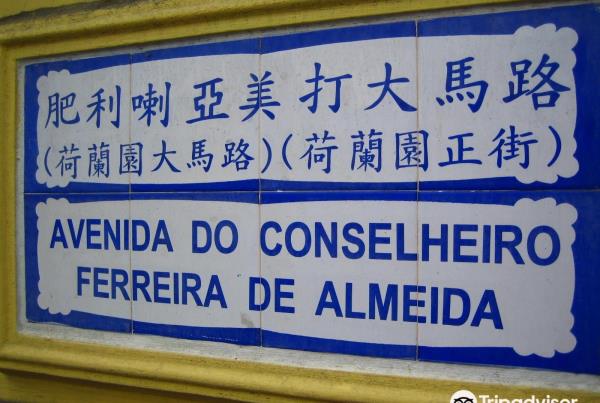 肥利喇亞美打大馬路
(荷蘭園大馬路)(荷蘭園正街)
AVENIDA DO CONSELHEIRO
FERREIRA DE ALMEIDA
Tripadvisor